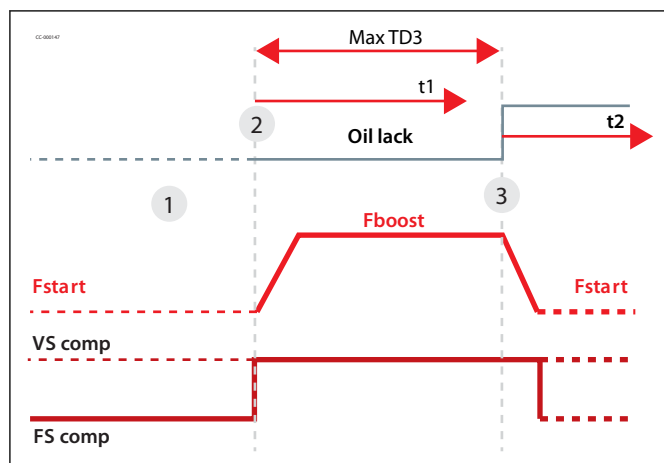 CC-000147
Max TD3
t1
2
Oil lack
t2
1
3
Fboost
Fstart
Fstart
VS comp
FS comp